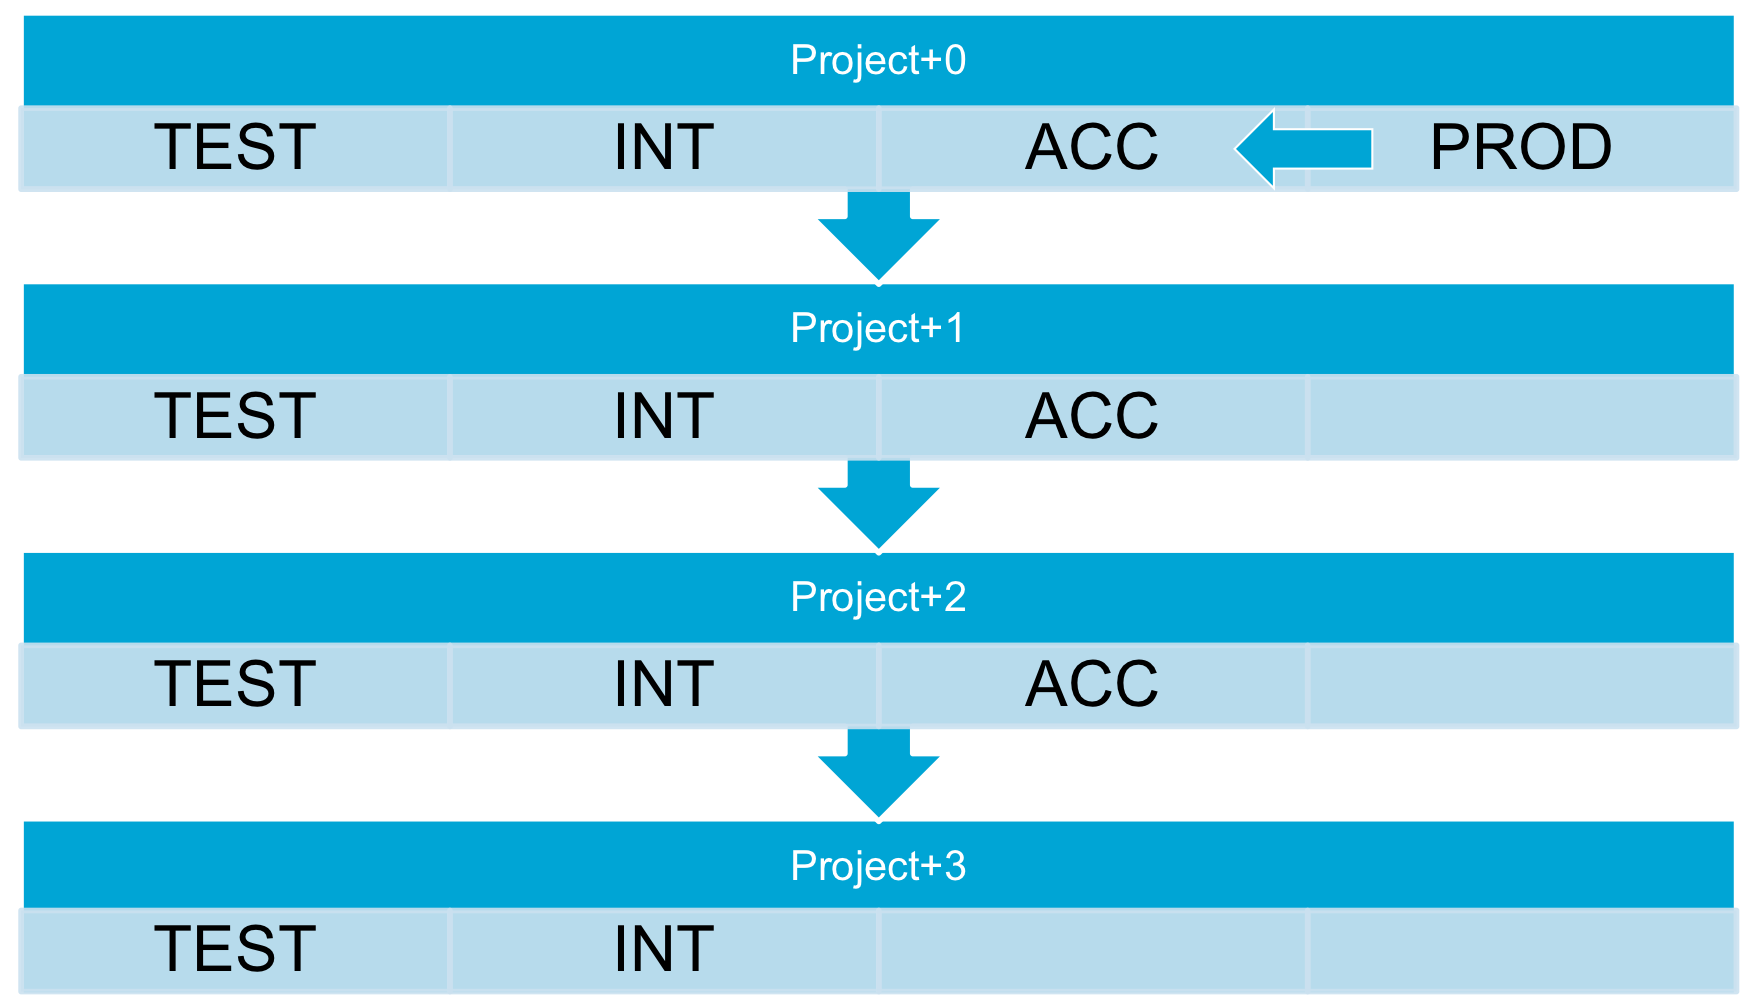 Project+0
TEST INT ACC PROD
Project+1
TEST INT ACC
Project+2
TEST INT ACC
Project+3
TEST INT